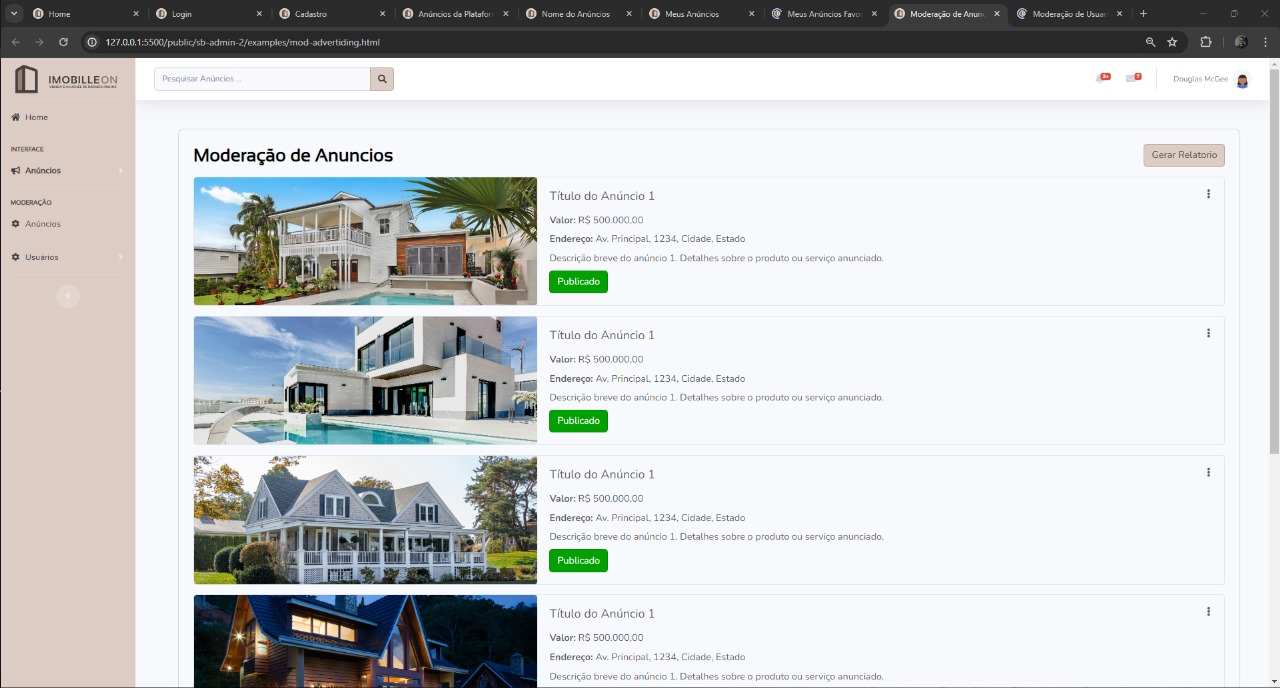 Home
Login
Cadastro
Anúncios da Platafor
Nome do Anúncios
Meus Anúncios
Meus Anúncios Favo
Moderação de Anun
Moderação de Usua
127.0.0.1:5500/public/sb-admin-2/examples/mod-advertiding.html
IMOBILLEON
Pesquisar Anúncios ...
3+
7
Douglas McGee
Home
INTERFACE
Anúncios
MODERAÇÃO
Anúncios
Usuários
Moderação de Anuncios
Gerar Relatorio
Título do Anúncio 1
Valor: R$ 500.000,00
Endereço: Av. Principal, 1234, Cidade, Estado
Descrição breve do anúncio 1. Detalhes sobre o produto ou serviço anunciado.
Publicado
Título do Anúncio 1
Valor: R$ 500.000,00
Endereço: Av. Principal, 1234, Cidade, Estado
Descrição breve do anúncio 1. Detalhes sobre o produto ou serviço anunciado.
Publicado
Título do Anúncio 1
Valor: R$ 500.000,00
Endereço: Av. Principal, 1234, Cidade, Estado
Descrição breve do anúncio 1. Detalhes sobre o produto ou serviço anunciado.
Publicado
Título do Anúncio 1
Valor: R$ 500.000,00
Endereço: Av. Principal, 1234, Cidade, Estado
Descrição breve do anúncio 1. Detalhes sobre o produto ou serviço anunciado.